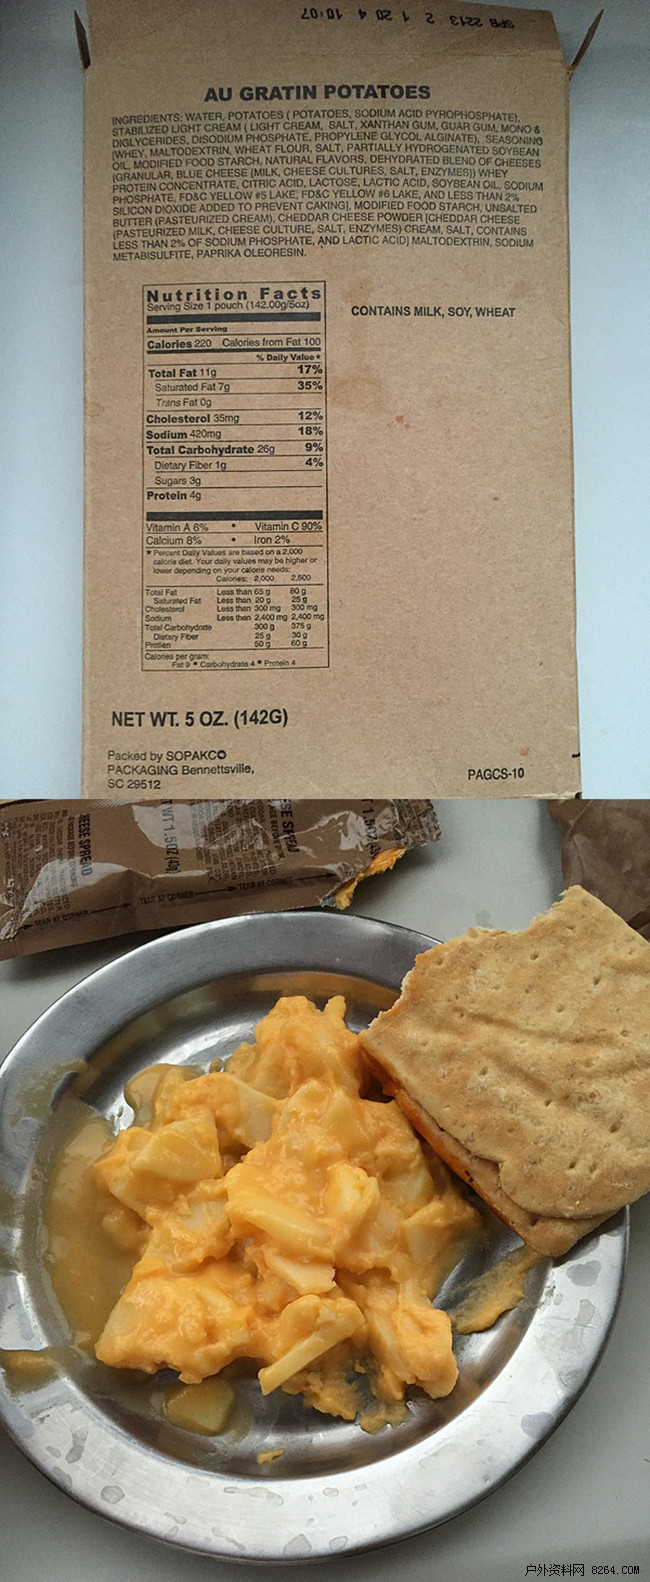 SPB 2213 2 1 20 4 10:07
AU GRATIN POTATOES
INGREDIENTS: WATER, POTATOES ( POTATOES, SODIUM ACID PYROPHOSPHATE),
STABILIZED LIGHT CREAM ( LIGHT CREAM, SALT, XANTHAN GUM, GUAR GUM, MONO &
DIGLYCERIDES, DISODIUM PHOSPHATE, PROPYLENE GLYCOL ALGINATE), SEASONING
[WHEY, MALTODEXTRIN, WHEAT FLOUR, SALT, PARTIALLY HYDROGENATED SOYBEAN
OIL, MODIFIED FOOD STARCH, NATURAL FLAVORS, DEHYDRATED BLEND OF CHEESES
(GRANULAR, BLUE CHEESE (MILK, CHEESE CULTURES, SALT, ENZYMES)) WHEY
PROTEIN CONCENTRATE, CITRIC ACID, LACTOSE, LACTIC ACID, SOYBEAN OIL, SODIUM
PHOSPHATE, FD&C YELLOW #5 LAKE, FD&C YELLOW #6 LAKE, AND LESS THAN 2%
SILICON DIOXIDE ADDED TO PREVENT CAKING], MODIFIED FOOD STARCH, UNSALTED
BUTTER (PASTEURIZED CREAM), CHEDDAR CHEESE POWDER [CHEDDAR CHEESE
(PASTEURIZED MILK, CHEESE CULTURE, SALT, ENZYMES) CREAM, SALT, CONTAINS
LESS THAN 2% OF SODIUM PHOSPHATE, AND LACTIC ACID] MALTODEXTRIN, SODIUM
METABISULFITE, PAPRIKA OLEORESIN.
Nutrition Facts
Serving Size 1 pouch (142.00g/5oz)
Amount Per Serving
Calories 220 Calories from Fat 100
% Daily Value*
Total Fat 11g 17%
Saturated Fat 7g 35%
Trans Fat 0g
Cholesterol 35mg 12%
Sodium 420mg 18%
Total Carbohydrate 26g 9%
Dietary Fiber 1g 4%
Sugars 3g
Protein 4g
Vitamin A 6% • Vitamin C 90%
Calcium 8% • Iron 2%
* Percent Daily Values are based on a 2,000
calorie diet. Your daily values may be higher or
lower depending on your calorie needs:
Calories: 2,000 2,500
Total Fat Less than 65 g 80 g
Saturated Fat Less than 20 g 25 g
Cholesterol Less than 300 mg 300 mg
Sodium Less than 2,400 mg 2,400 mg
Total Carbohydrate 300 g 375 g
Dietary Fiber 25 g 30 g
Protien 50 g 60 g
Calories per gram:
Fat 9 • Carbohydrate 4 • Protein 4
CONTAINS MILK, SOY, WHEAT
NET WT. 5 OZ. (142G)
Packed by SOPAKCO
PACKAGING Bennettsville,
SC 29512
PAGCS-10
EESE SPREAD
WT 1.5OZ (42g)
TEAR AT CORNER
TEAR AT CORNER
TEAR AT CORNER
户外资料网 8264.COM